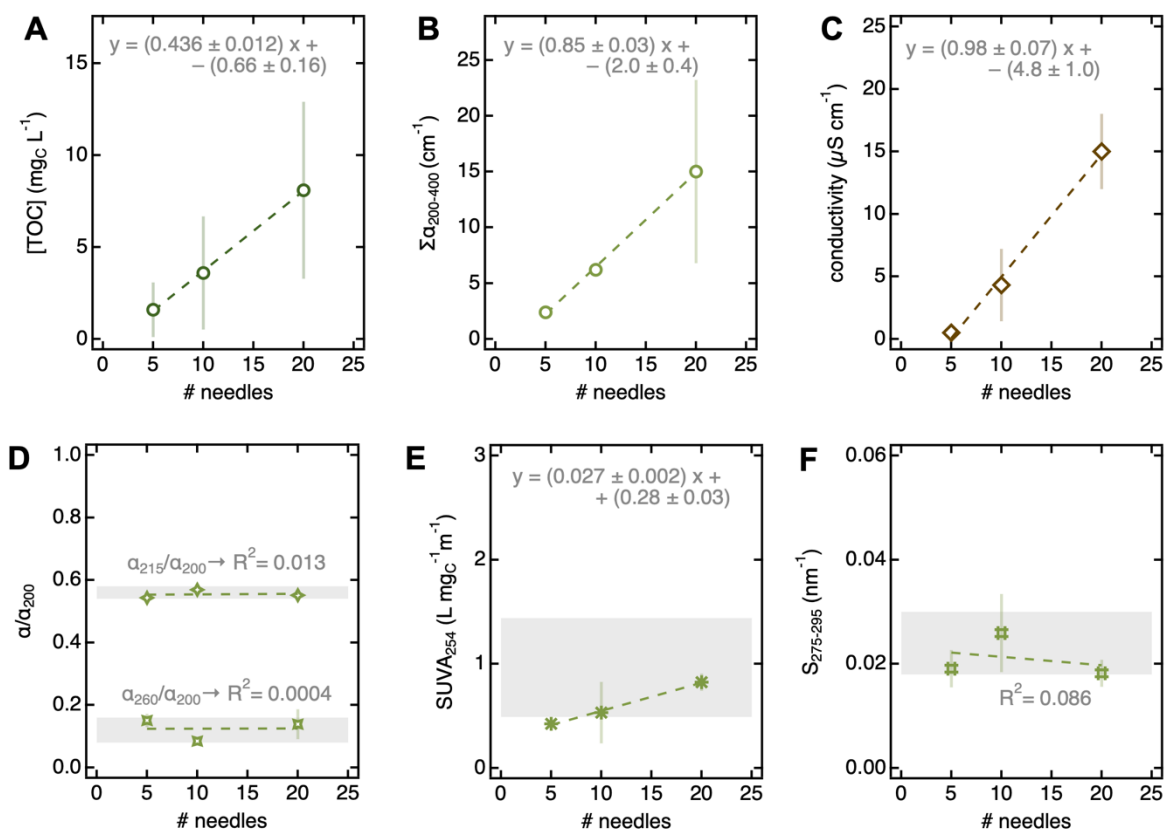 A
y = (0.436 ± 0.012) x +
− (0.66 ± 0.16)
[TOC] (mg_C L⁻¹)
15
10
5
0
0 5 10 15 20 25
# needles
B
y = (0.85 ± 0.03) x +
− (2.0 ± 0.4)
Σα₂₀₀₋₄₀₀ (cm⁻¹)
25
20
15
10
5
0
0 5 10 15 20 25
# needles
C
y = (0.98 ± 0.07) x +
− (4.8 ± 1.0)
conductivity (µS cm⁻¹)
25
20
15
10
5
0
0 5 10 15 20 25
# needles
D
α/α₂₀₀
1.0
0.8
0.6
0.4
0.2
0.0
α₂₁₅/α₂₀₀→ R² = 0.013
α₂₆₀/α₂₀₀→ R² = 0.0004
0 5 10 15 20 25
# needles
E
y = (0.027 ± 0.002) x +
+ (0.28 ± 0.03)
SUVA₂₅₄ (L mg_C⁻¹m⁻¹)
3
2
1
0
0 5 10 15 20 25
# needles
F
S₂₇₅₋₂₉₅ (nm⁻¹)
0.06
0.04
0.02
0.00
R² = 0.086
0 5 10 15 20 25
# needles